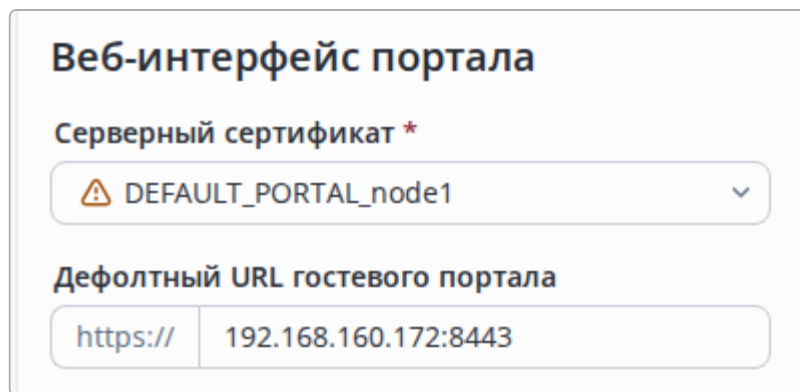 Веб-интерфейс портала
Серверный сертификат *
DEFAULT_PORTAL_node1
Дефолтный URL гостевого портала
https:// 192.168.160.172:8443